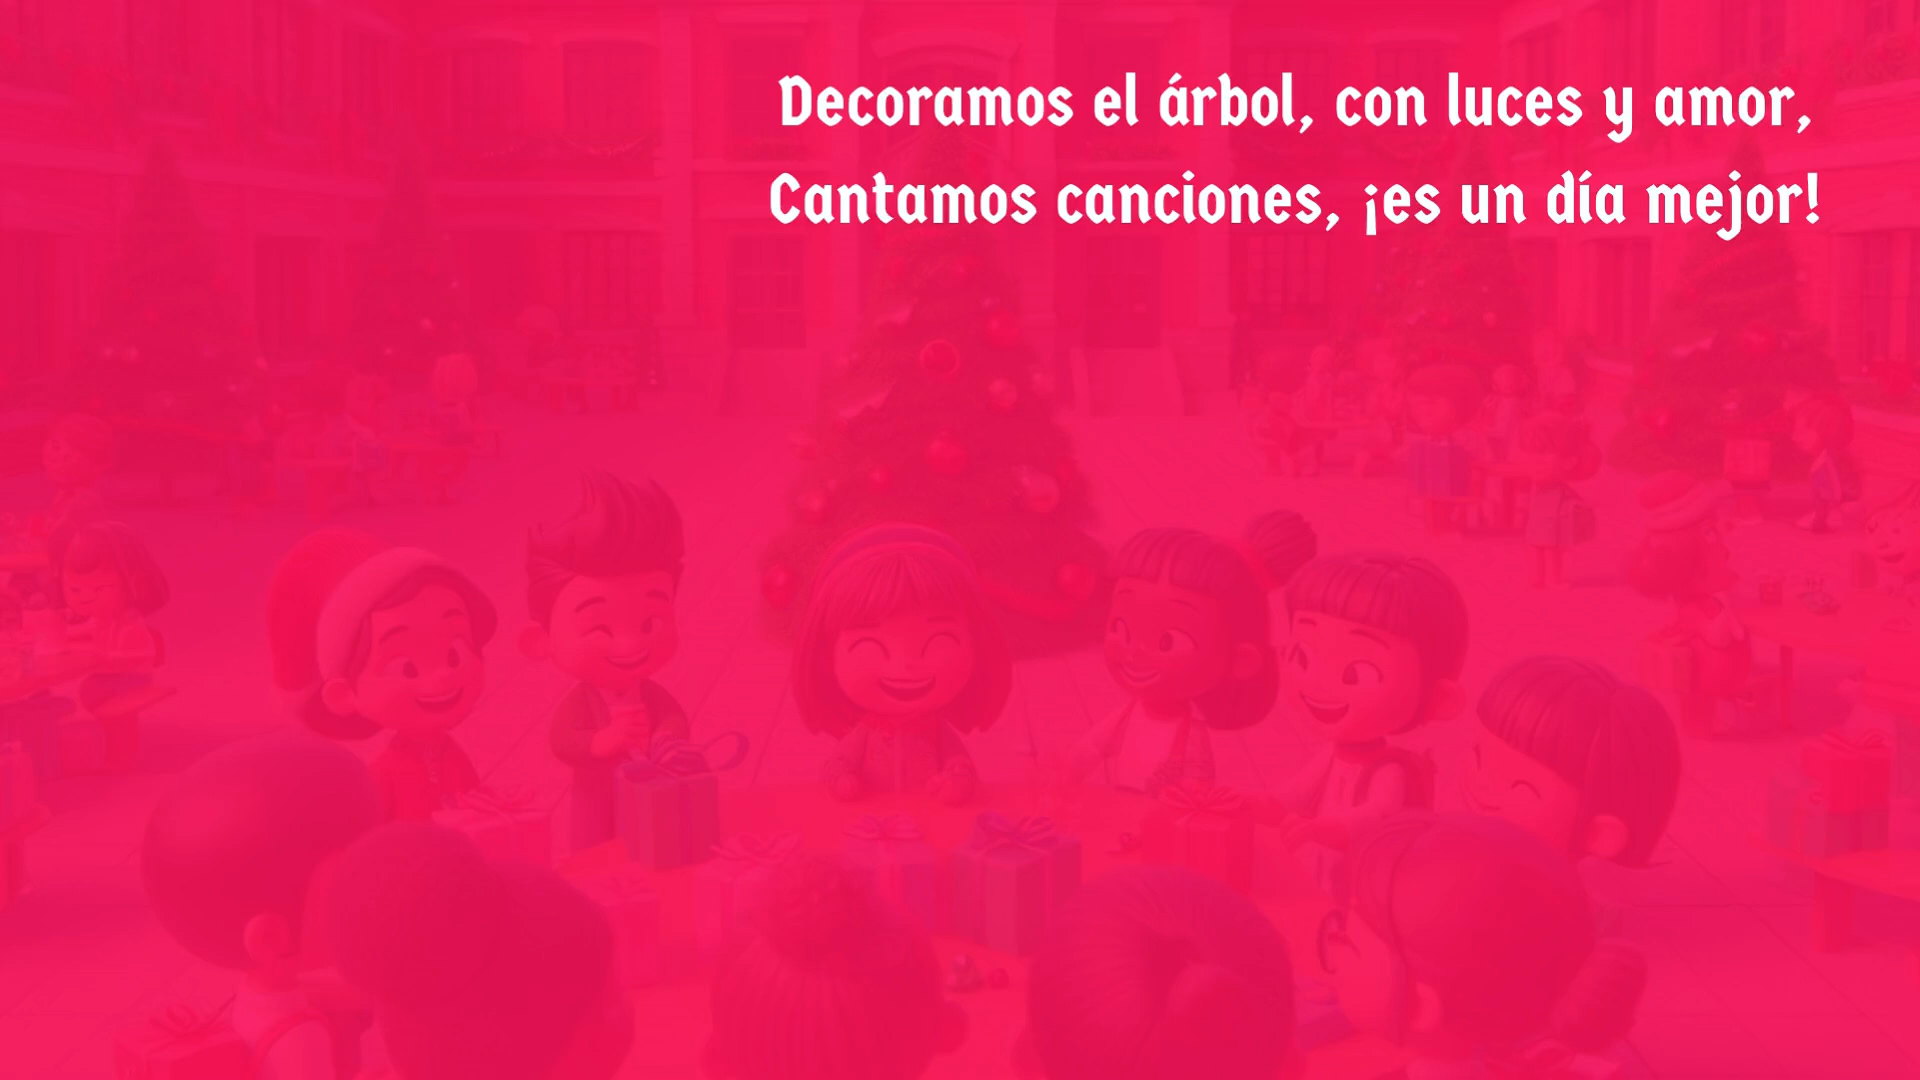 Decoramos el árbol, con luces y amor,
Cantamos canciones, ¡es un día mejor!